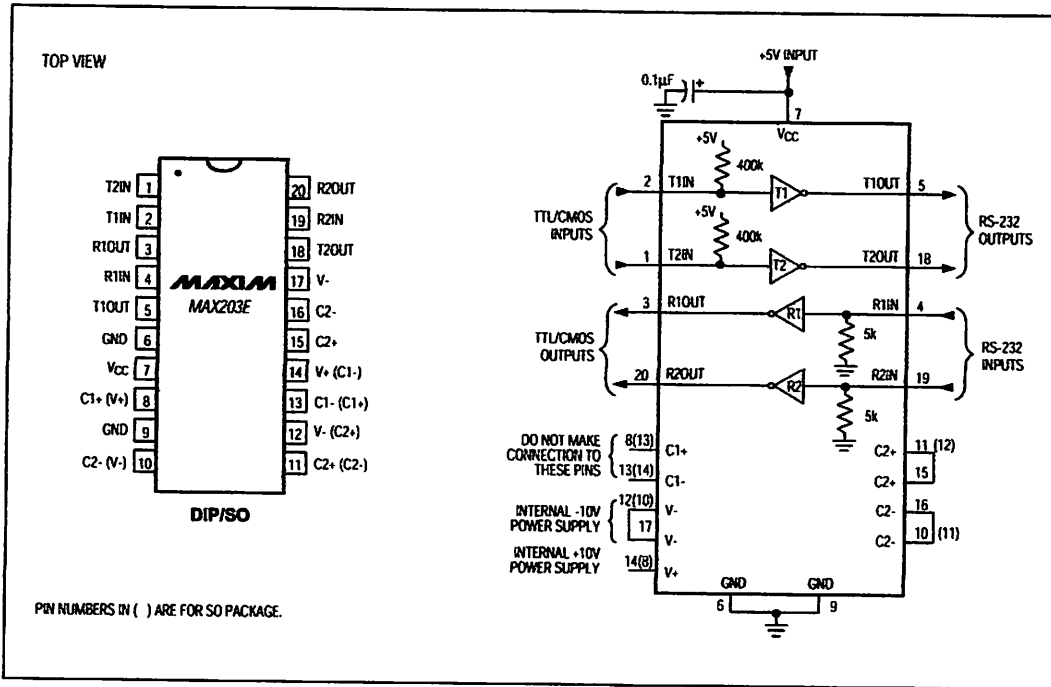 TOP VIEW
T2IN 1
T1IN 2
R1OUT 3
R1IN 4
T1OUT 5
GND 6
VCC 7
C1+ (V+) 8
GND 9
C2- (V-) 10
20 R2OUT
19 R2IN
18 T2OUT
17 V-
16 C2-
15 C2+
14 V+ (C1-)
13 C1- (C1+)
12 V- (C2+)
11 C2+ (C2-)
MAXIM
MAX203E
DIP/SO
PIN NUMBERS IN ( ) ARE FOR SO PACKAGE.
+5V INPUT
0.1µF +
7
VCC
+5V
400k
2 T1IN T1 T1OUT 5
+5V
400k
1 T2IN T2 T2OUT 18
TTL/CMOS
INPUTS
RS-232
OUTPUTS
3 R1OUT R1 R1IN 4
5k
20 R2OUT R2 R2IN 19
5k
TTL/CMOS
OUTPUTS
RS-232
INPUTS
DO NOT MAKE
CONNECTION TO
THESE PINS
8(13) C1+
13(14) C1-
INTERNAL -10V
POWER SUPPLY
12(10) V-
17 V-
INTERNAL +10V
POWER SUPPLY
14(8) V+
C2+ 11 (12)
C2+ 15
C2- 16
C2- 10 (11)
GND GND
6 9